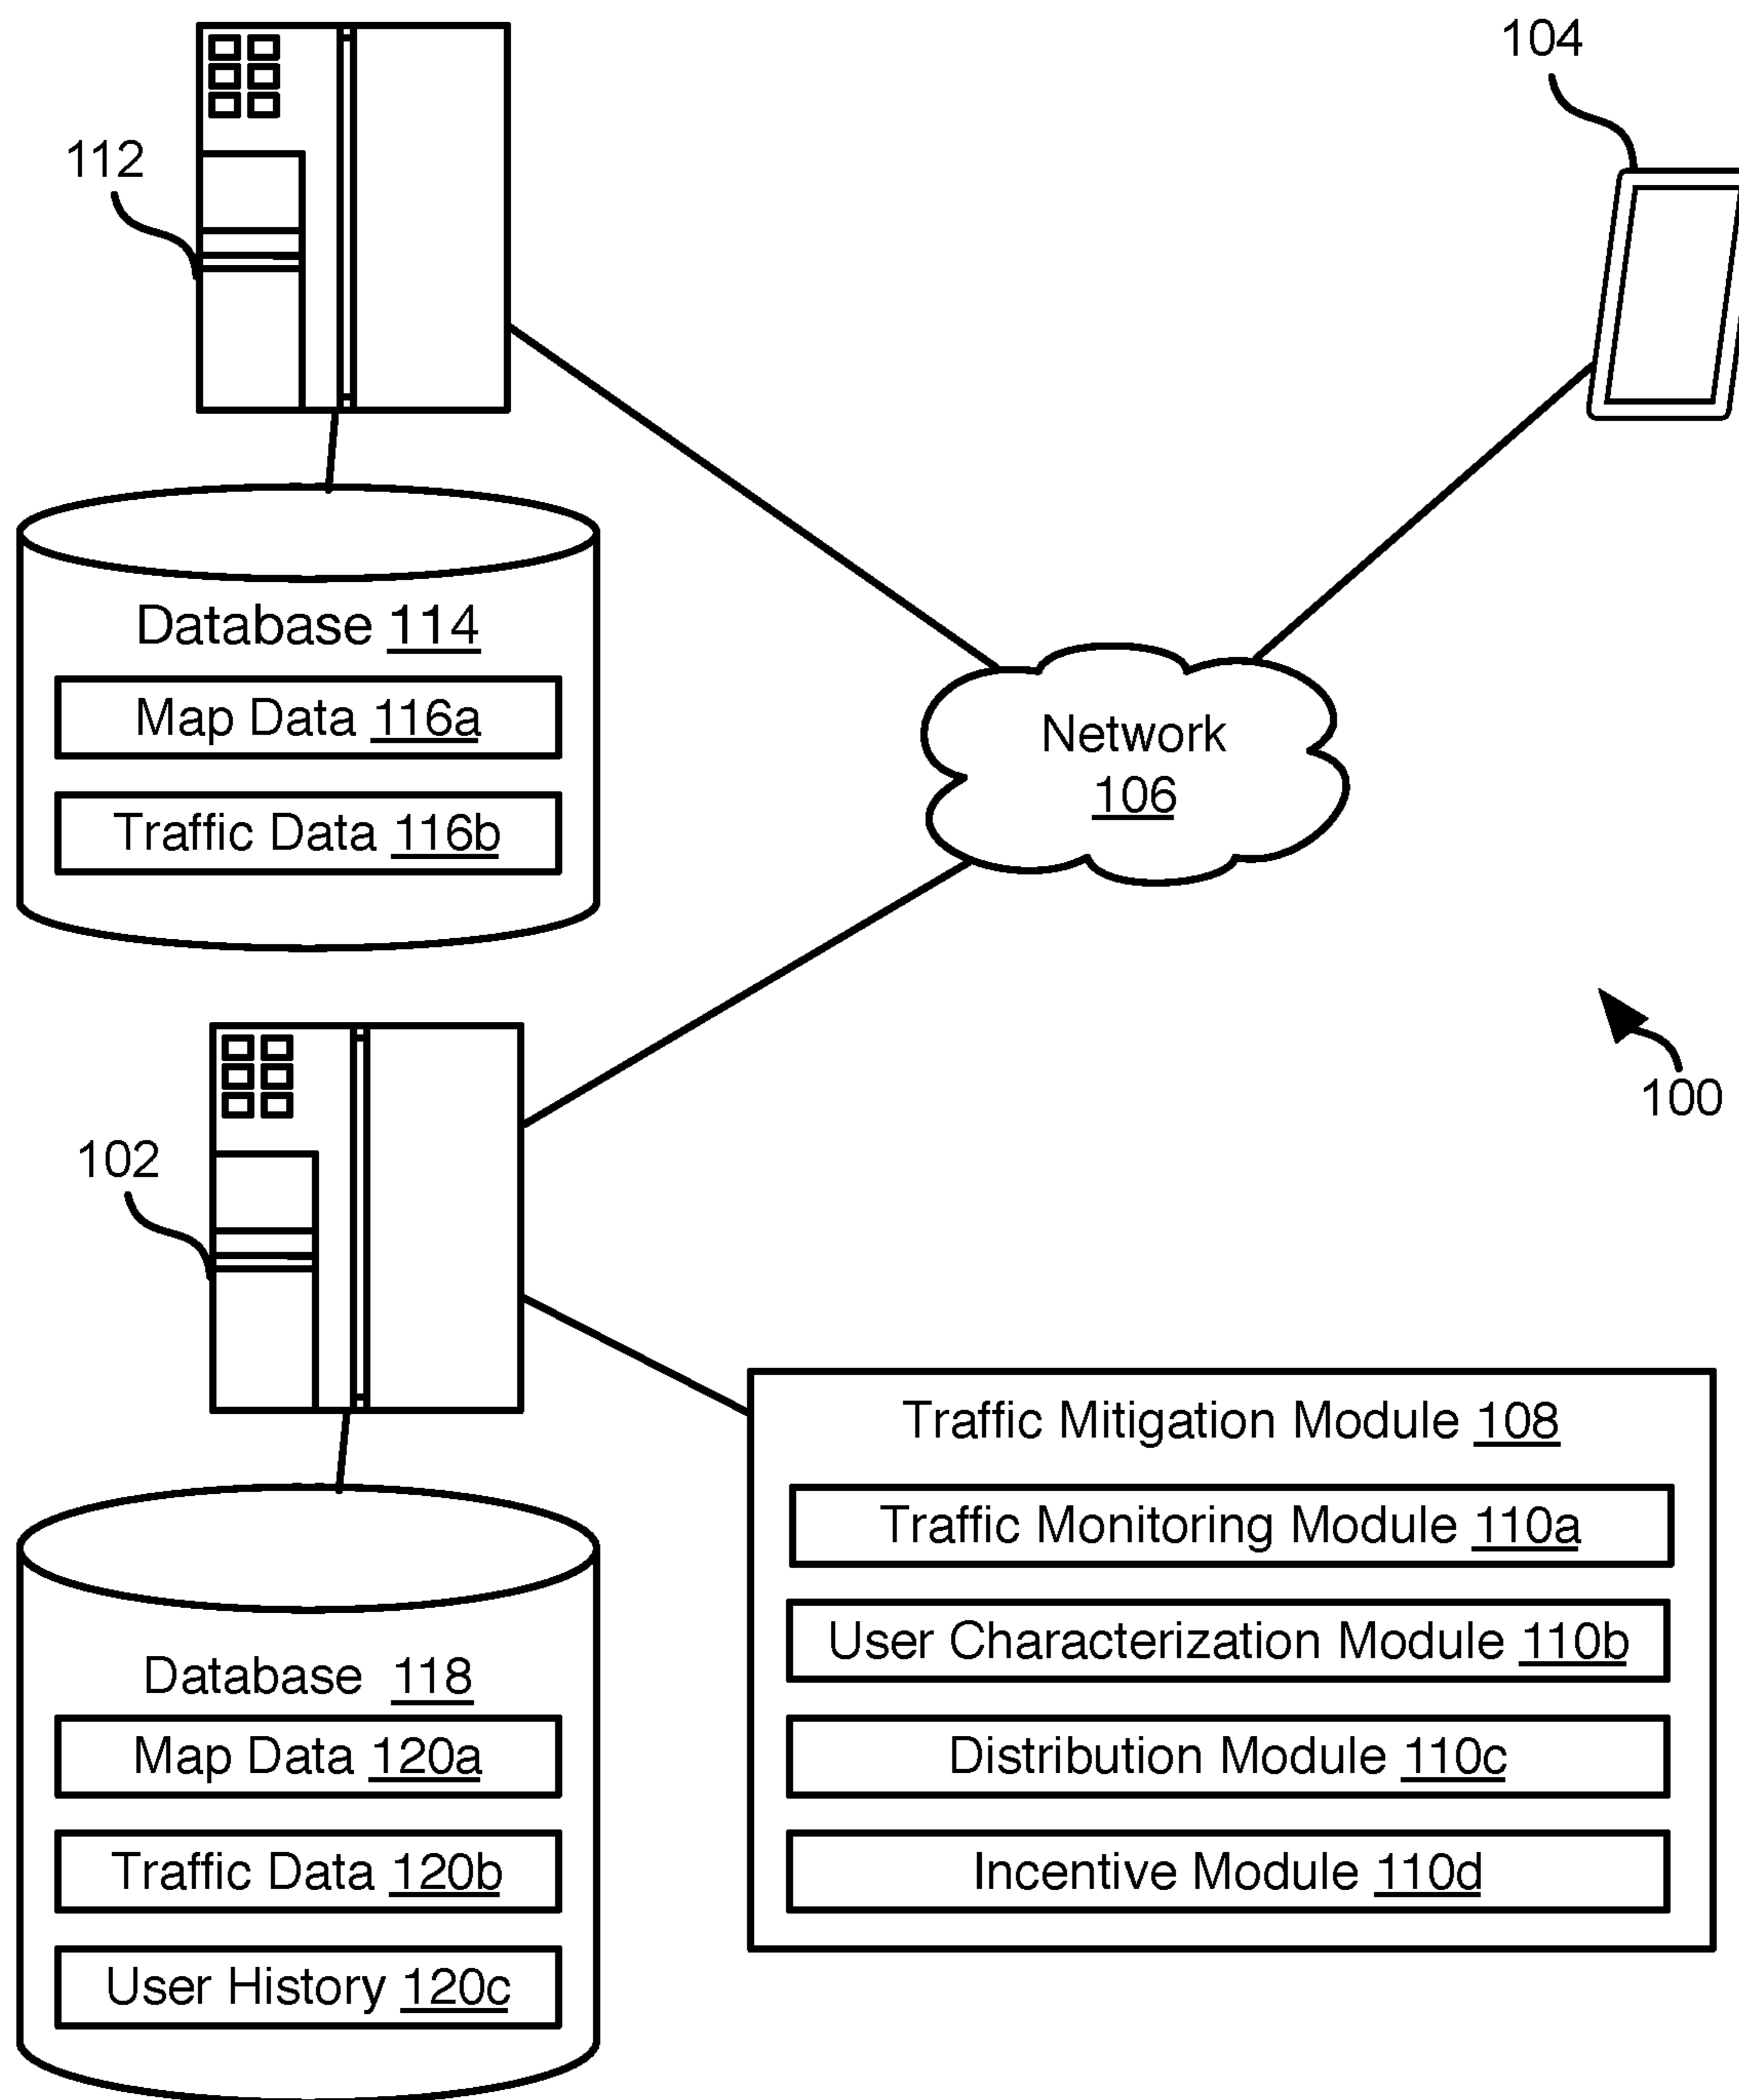 104
112
Database 114
Map Data 116a
Traffic Data 116b
Network
106
100
102
Traffic Mitigation Module 108
Traffic Monitoring Module 110a
User Characterization Module 110b
Distribution Module 110c
Incentive Module 110d
Database 118
Map Data 120a
Traffic Data 120b
User History 120c